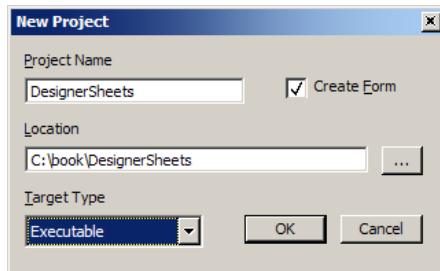 New Project
Project Name
DesignerSheets
Create Form
Location
C:\book\DesignerSheets
...
Target Type
Executable
OK
Cancel